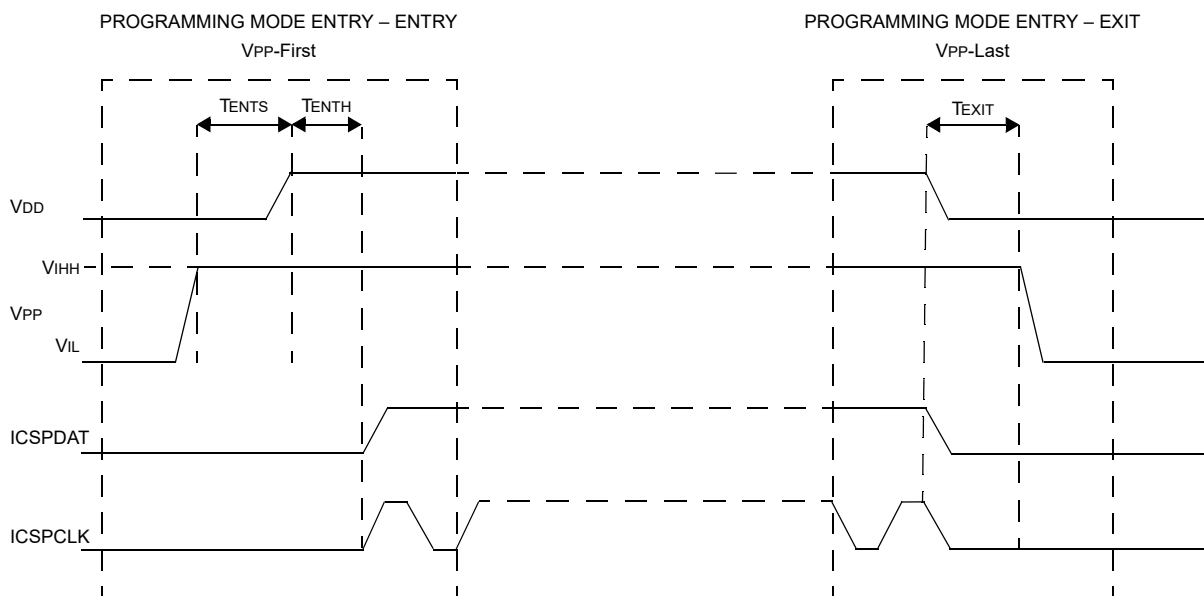 PROGRAMMING MODE ENTRY – ENTRY
VPP-First
PROGRAMMING MODE ENTRY – EXIT
VPP-Last
TENTS
TENTH
TEXIT
VDD
VIHH
VPP
VIL
ICSPDAT
ICSPCLK